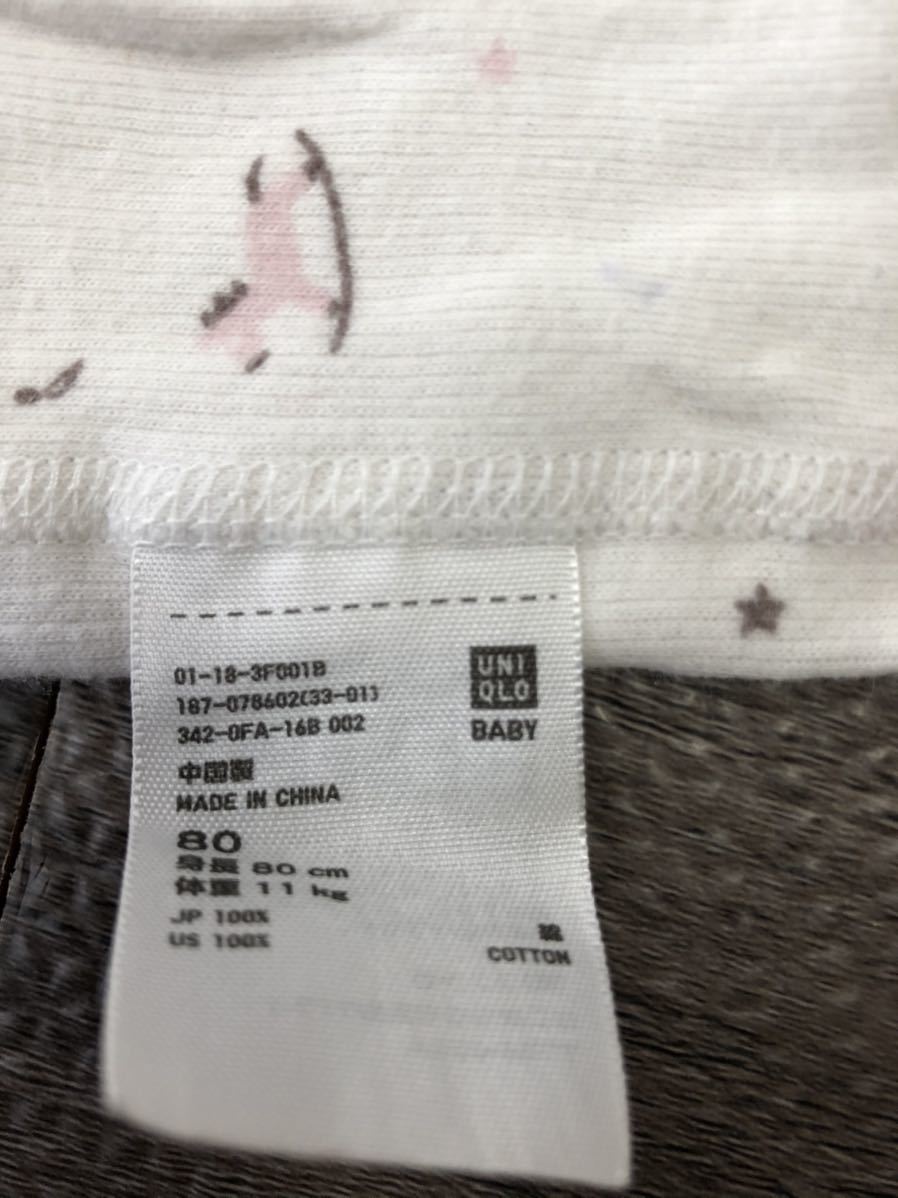 01-18-3F001B
187-078602(33-01)
342-0FA-16B 002
UNI
QLO
BABY
中国製
MADE IN CHINA
80
身長 80 cm
体重 11 kg
JP 100%
US 100%
綿
COTTON